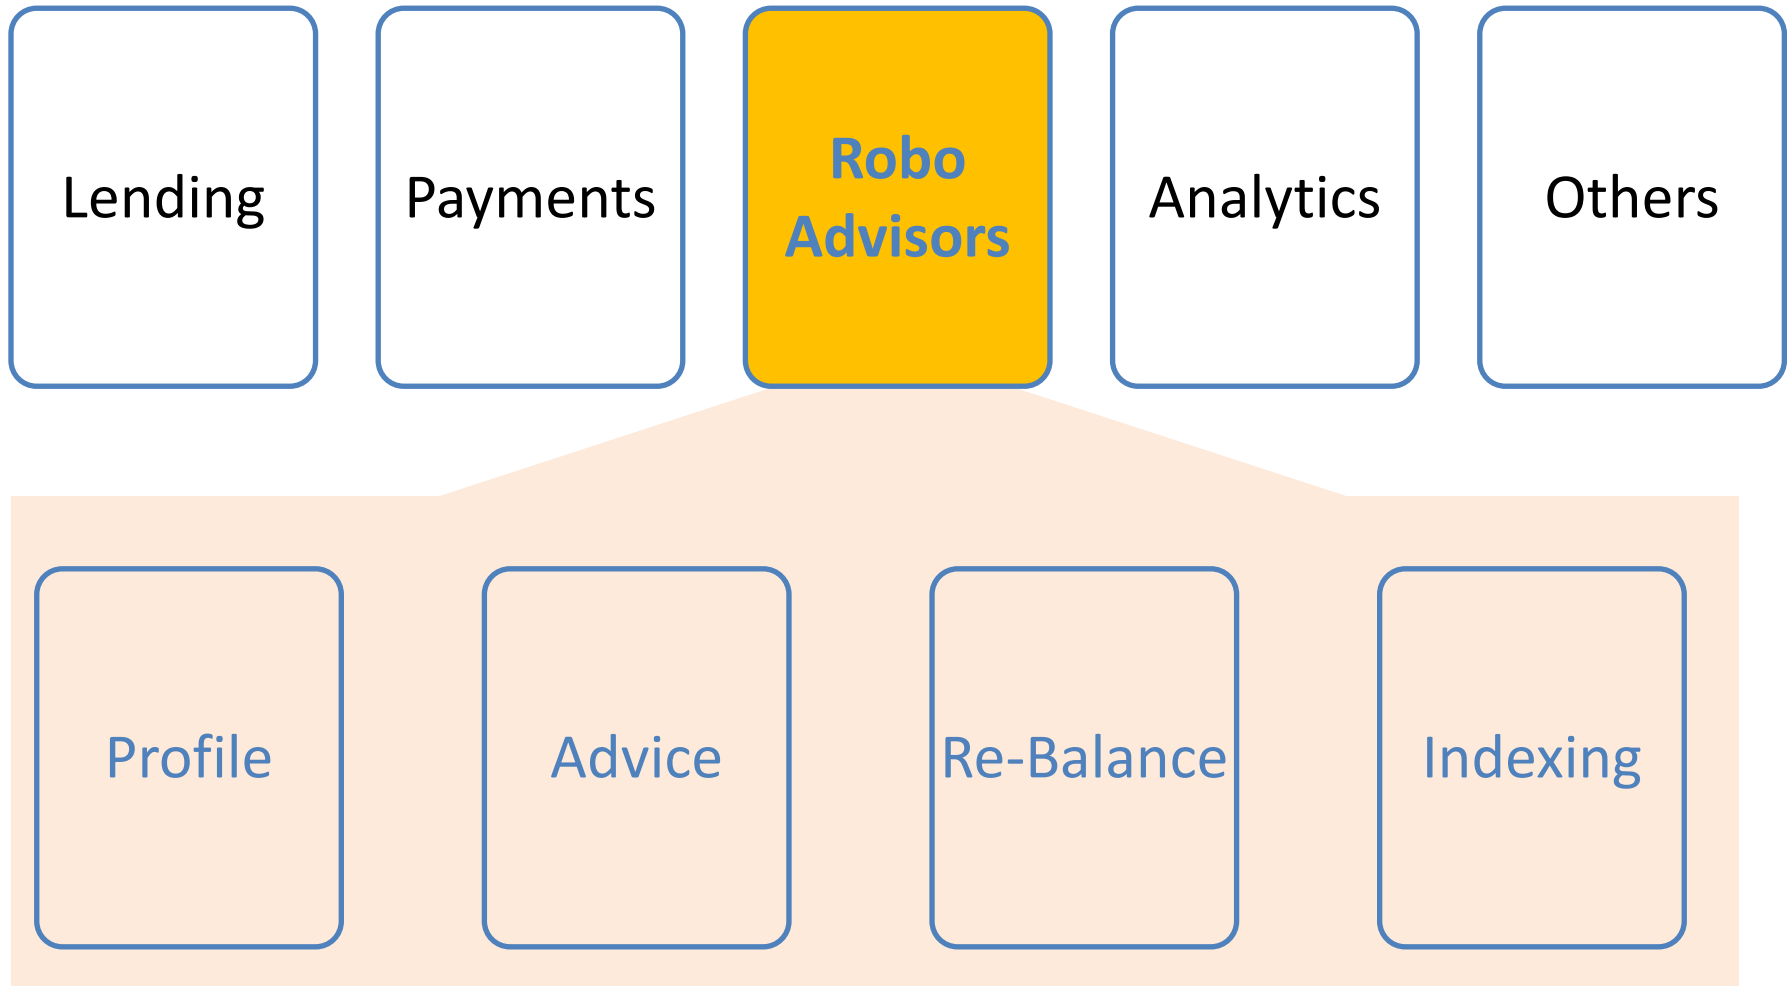 Lending
Payments
Robo
Advisors
Analytics
Others
Profile
Advice
Re-Balance
Indexing